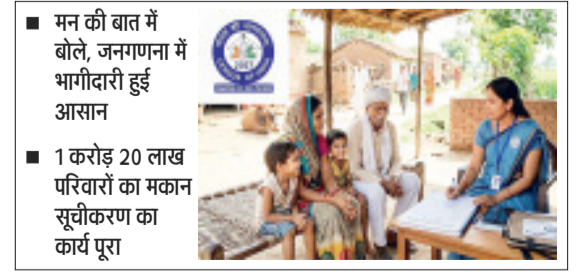 ■ मन की बात में
बोले, जनगणना में
भागीदारी हुई
आसान
■ 1 करोड़ 20 लाख
परिवारों का मकान
सूचीकरण का
कार्य पूरा